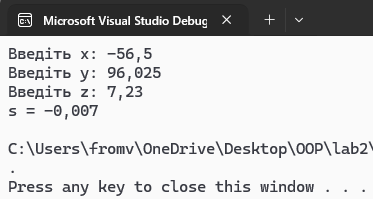 Microsoft Visual Studio Debug
Введіть x: -56,5
Введіть y: 96,025
Введіть z: 7,23
s = -0,007
C:\Users\fromv\OneDrive\Desktop\OOP\lab2\
.
Press any key to close this window . . .